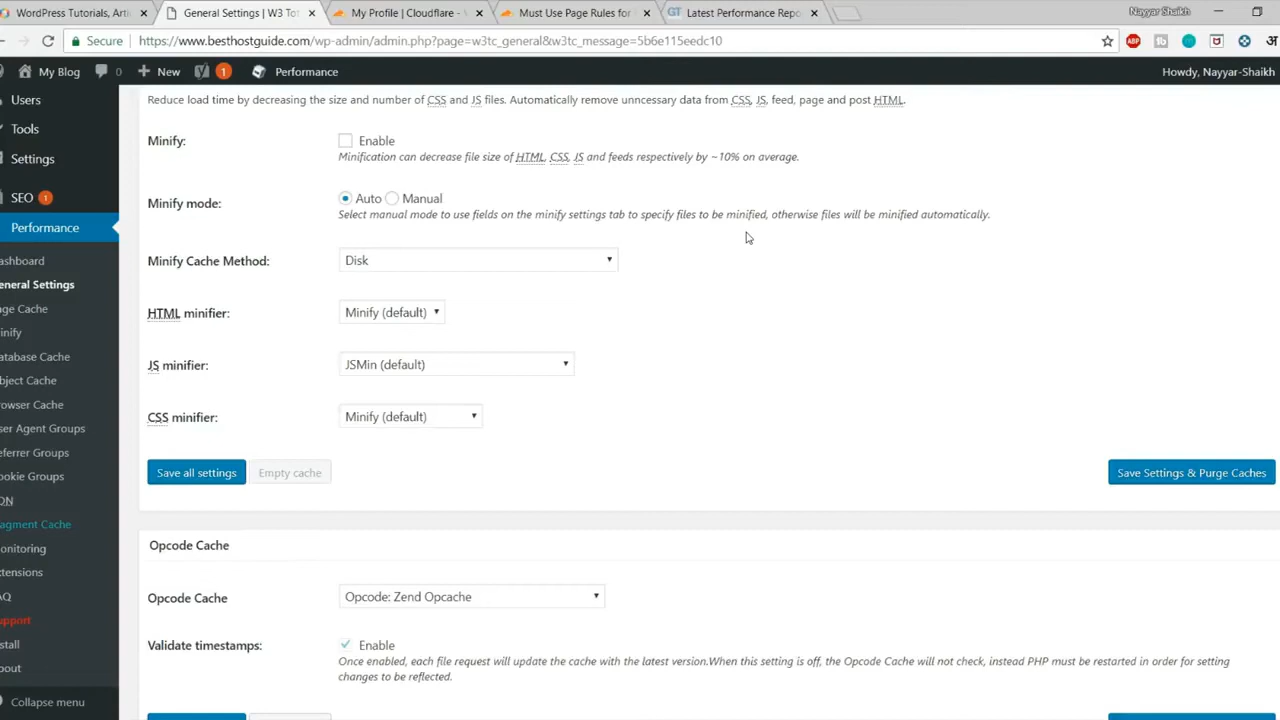 WordPress Tutorials, Arti
General Settings | W3 To
My Profile | Cloudflare -
Must Use Page Rules for
GT
Latest Performance Repo
Nayyar Shaikh
Secure
https://www.besthostguide.com/wp-admin/admin.php?page=w3tc_general&w3tc_message=5b6e115eedc10
ABP
My Blog
0
New
1
Performance
Howdy, Nayyar-Shaikh
Users
Tools
Settings
SEO 1
Performance
ashboard
eneral Settings
ge Cache
inify
atabase Cache
bject Cache
rowser Cache
ser Agent Groups
eferrer Groups
ookie Groups
DN
agment Cache
onitoring
xtensions
AQ
upport
stall
bout
Collapse menu
Reduce load time by decreasing the size and number of CSS and JS files. Automatically remove unncessary data from CSS, JS, feed, page and post HTML.
Minify:
Enable
Minification can decrease file size of HTML, CSS, JS and feeds respectively by ~10% on average.
Minify mode:
Auto Manual
Select manual mode to use fields on the minify settings tab to specify files to be minified, otherwise files will be minified automatically.
Minify Cache Method:
Disk
HTML minifier:
Minify (default)
JS minifier:
JSMin (default)
CSS minifier:
Minify (default)
Save all settings
Empty cache
Save Settings & Purge Caches
Opcode Cache
Opcode Cache
Opcode: Zend Opcache
Validate timestamps:
Enable
Once enabled, each file request will update the cache with the latest version.When this setting is off, the Opcode Cache will not check, instead PHP must be restarted in order for setting
changes to be reflected.